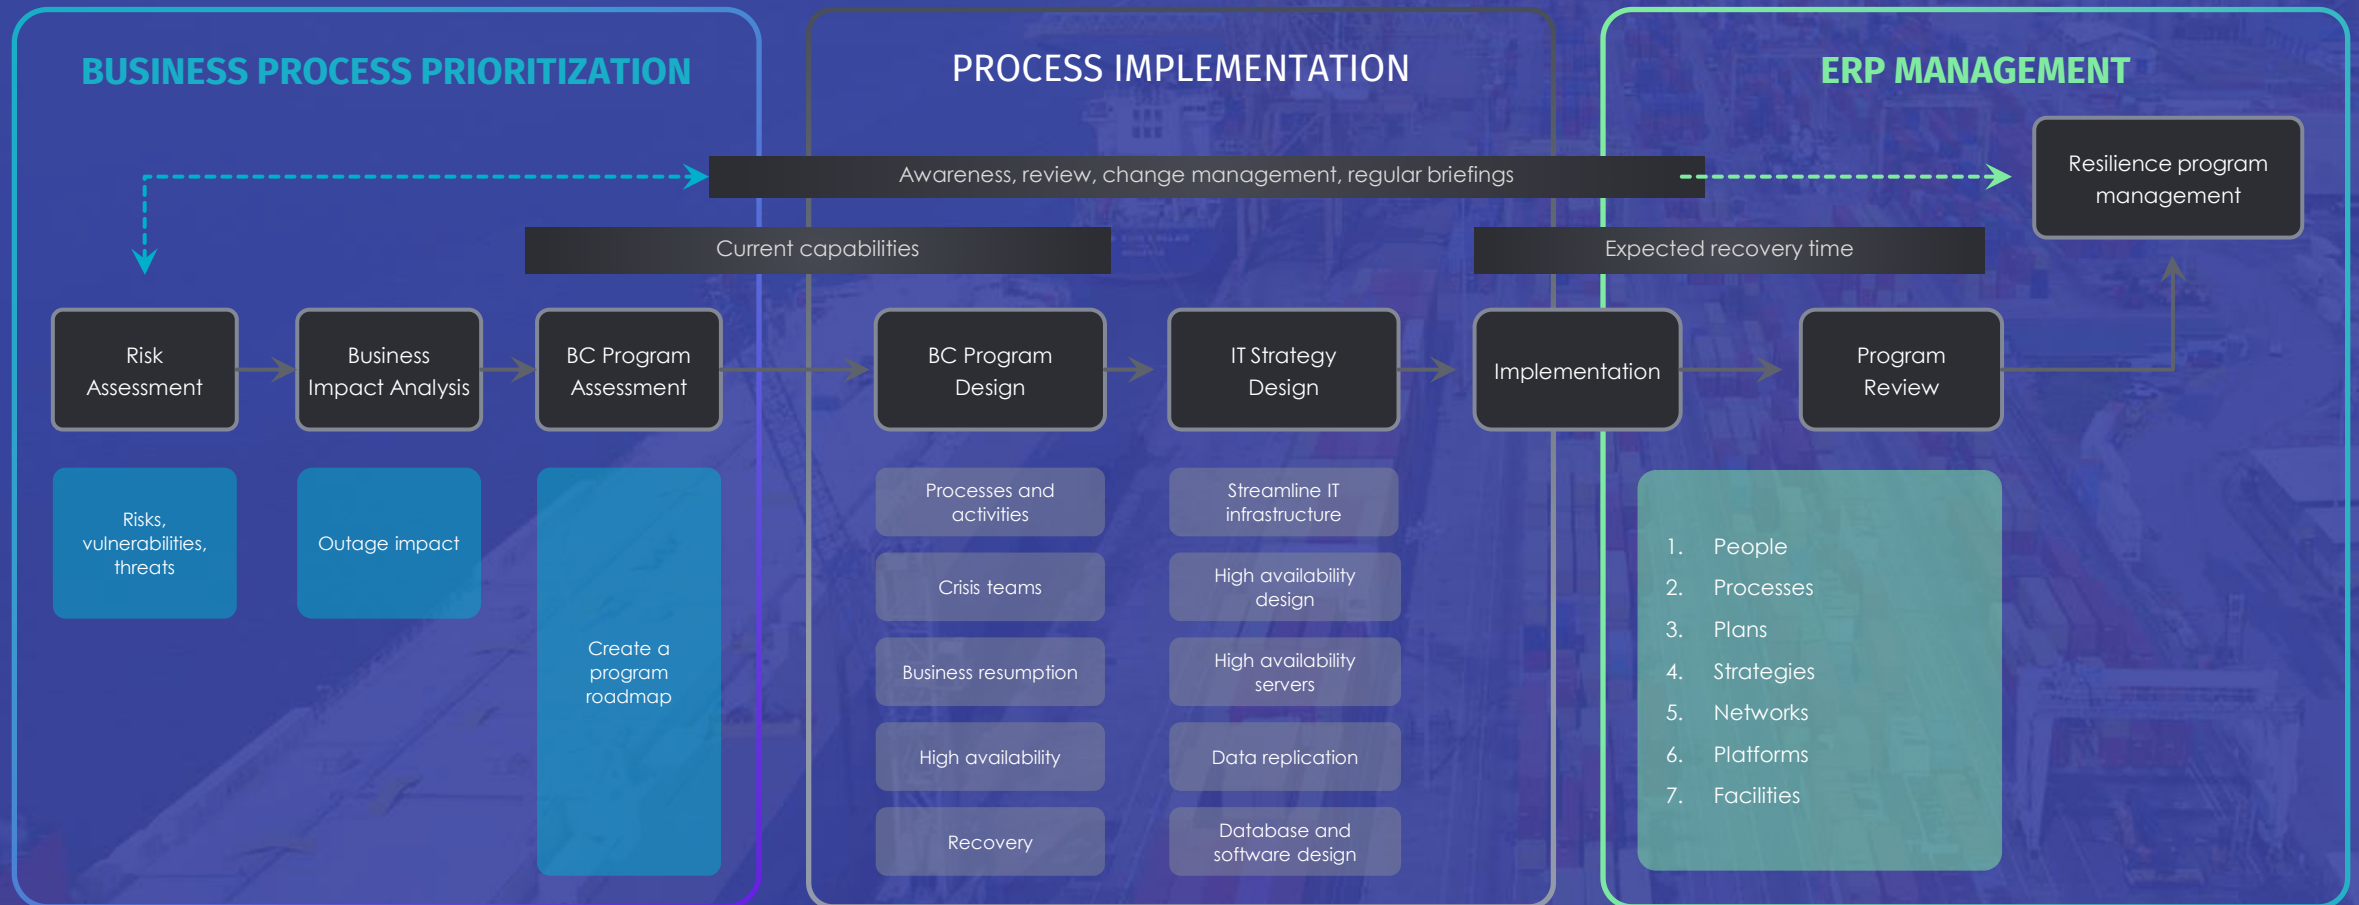 BUSINESS PROCESS PRIORITIZATION
PROCESS IMPLEMENTATION
ERP MANAGEMENT
Resilience program
management
Awareness, review, change management, regular briefings
Current capabilities
Expected recovery time
Risk
Assessment
Business
Impact Analysis
BC Program
Assessment
BC Program
Design
IT Strategy
Design
Implementation
Program
Review
Risks,
vulnerabilities,
threats
Outage impact
Create a
program
roadmap
Processes and
activities
Crisis teams
Business resumption
High availability
Recovery
Streamline IT
infrastructure
High availability
design
High availability
servers
Data replication
Database and
software design
1. People
2. Processes
3. Plans
4. Strategies
5. Networks
6. Platforms
7. Facilities